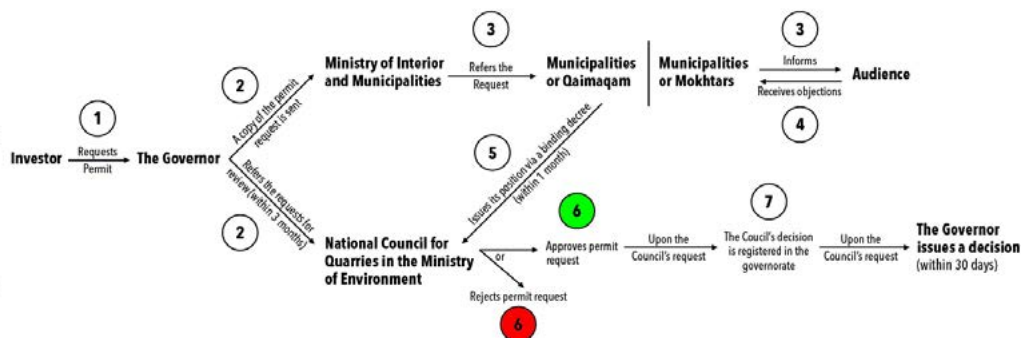 1
Investor
Requests
Permit
The Governor
2
A copy of the permit
request is sent
Ministry of Interior
and Municipalities
3
Refers the
Request
Municipalities
or Qaimaqam
Municipalities
or Mokhtars
3
Informs
Receives objections
4
Audience
2
Refers the requests for
review (within 3 months)
5
Issues its position via a binding decree
(within 1 month)
National Council for
Quarries in the Ministry
of Environment
or
6
Approves permit
request
Rejects permit request
6
Upon the
Council's request
7
The Coucil's decision
is registered in the
governorate
Upon the
Council's request
The Governor
issues a decision
(within 30 days)